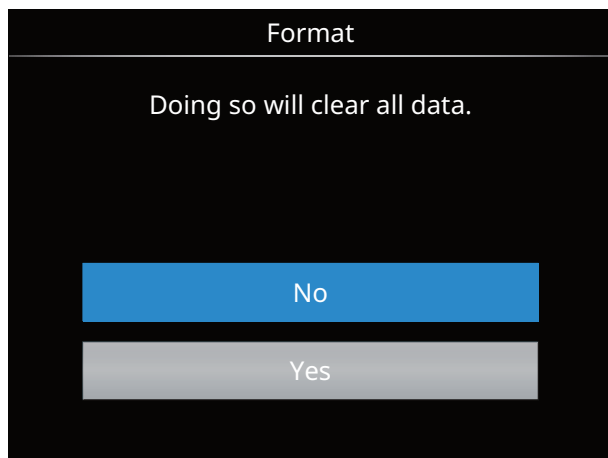 Format
Doing so will clear all data.
No
Yes